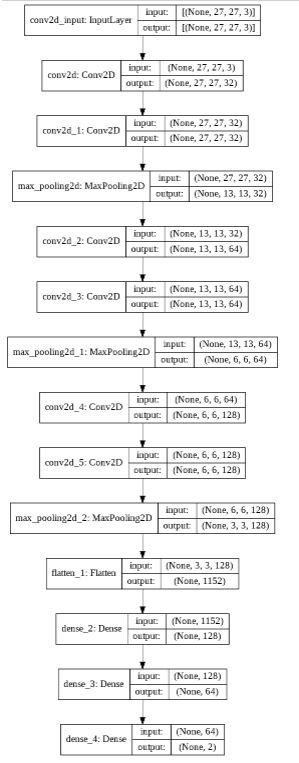 conv2d_input: InputLayer input: [(None, 27, 27, 3)]
output: [(None, 27, 27, 3)]
conv2d: Conv2D input: (None, 27, 27, 3)
output: (None, 27, 27, 32)
conv2d_1: Conv2D input: (None, 27, 27, 32)
output: (None, 27, 27, 32)
max_pooling2d: MaxPooling2D input: (None, 27, 27, 32)
output: (None, 13, 13, 32)
conv2d_2: Conv2D input: (None, 13, 13, 32)
output: (None, 13, 13, 64)
conv2d_3: Conv2D input: (None, 13, 13, 64)
output: (None, 13, 13, 64)
max_pooling2d_1: MaxPooling2D input: (None, 13, 13, 64)
output: (None, 6, 6, 64)
conv2d_4: Conv2D input: (None, 6, 6, 64)
output: (None, 6, 6, 128)
conv2d_5: Conv2D input: (None, 6, 6, 128)
output: (None, 6, 6, 128)
max_pooling2d_2: MaxPooling2D input: (None, 6, 6, 128)
output: (None, 3, 3, 128)
flatten_1: Flatten input: (None, 3, 3, 128)
output: (None, 1152)
dense_2: Dense input: (None, 1152)
output: (None, 128)
dense_3: Dense input: (None, 128)
output: (None, 64)
dense_4: Dense input: (None, 64)
output: (None, 2)